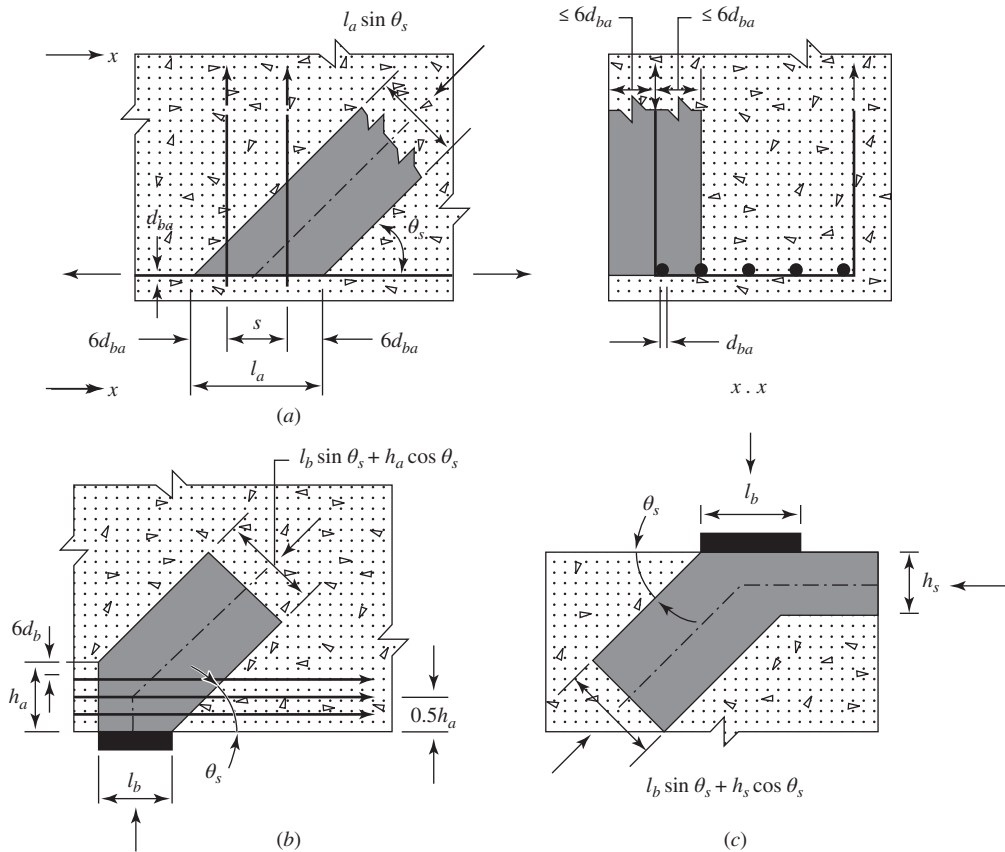 l_a sin θ_s
≤ 6d_ba
≤ 6d_ba
x
d_ba
θ_s
6d_ba
s
6d_ba
l_a
d_ba
x
(a)
x . x
l_b sin θ_s + h_a cos θ_s
l_b
θ_s
h_s
6d_b
h_a
0.5h_a
θ_s
l_b
l_b sin θ_s + h_s cos θ_s
(b)
(c)